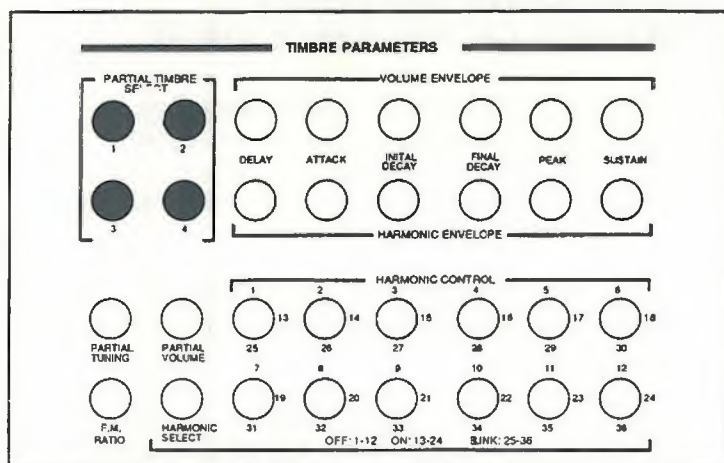 TIMBRE PARAMETERS
PARTIAL TIMBRE
SELECT
VOLUME ENVELOPE
1 2
DELAY ATTACK INITAL DECAY FINAL DECAY PEAK SUSTAIN
3 4
HARMONIC ENVELOPE
HARMONIC CONTROL
1 2 3 4 5 6
13 14 15 16 17 18
PARTIAL TUNING PARTIAL VOLUME
25 26 27 28 29 30
7 8 9 10 11 12
19 20 21 22 23 24
F.M. RATIO HARMONIC SELECT
31 32 33 34 35 36
OFF: 1-12 ON: 13-24 BLINK: 25-36